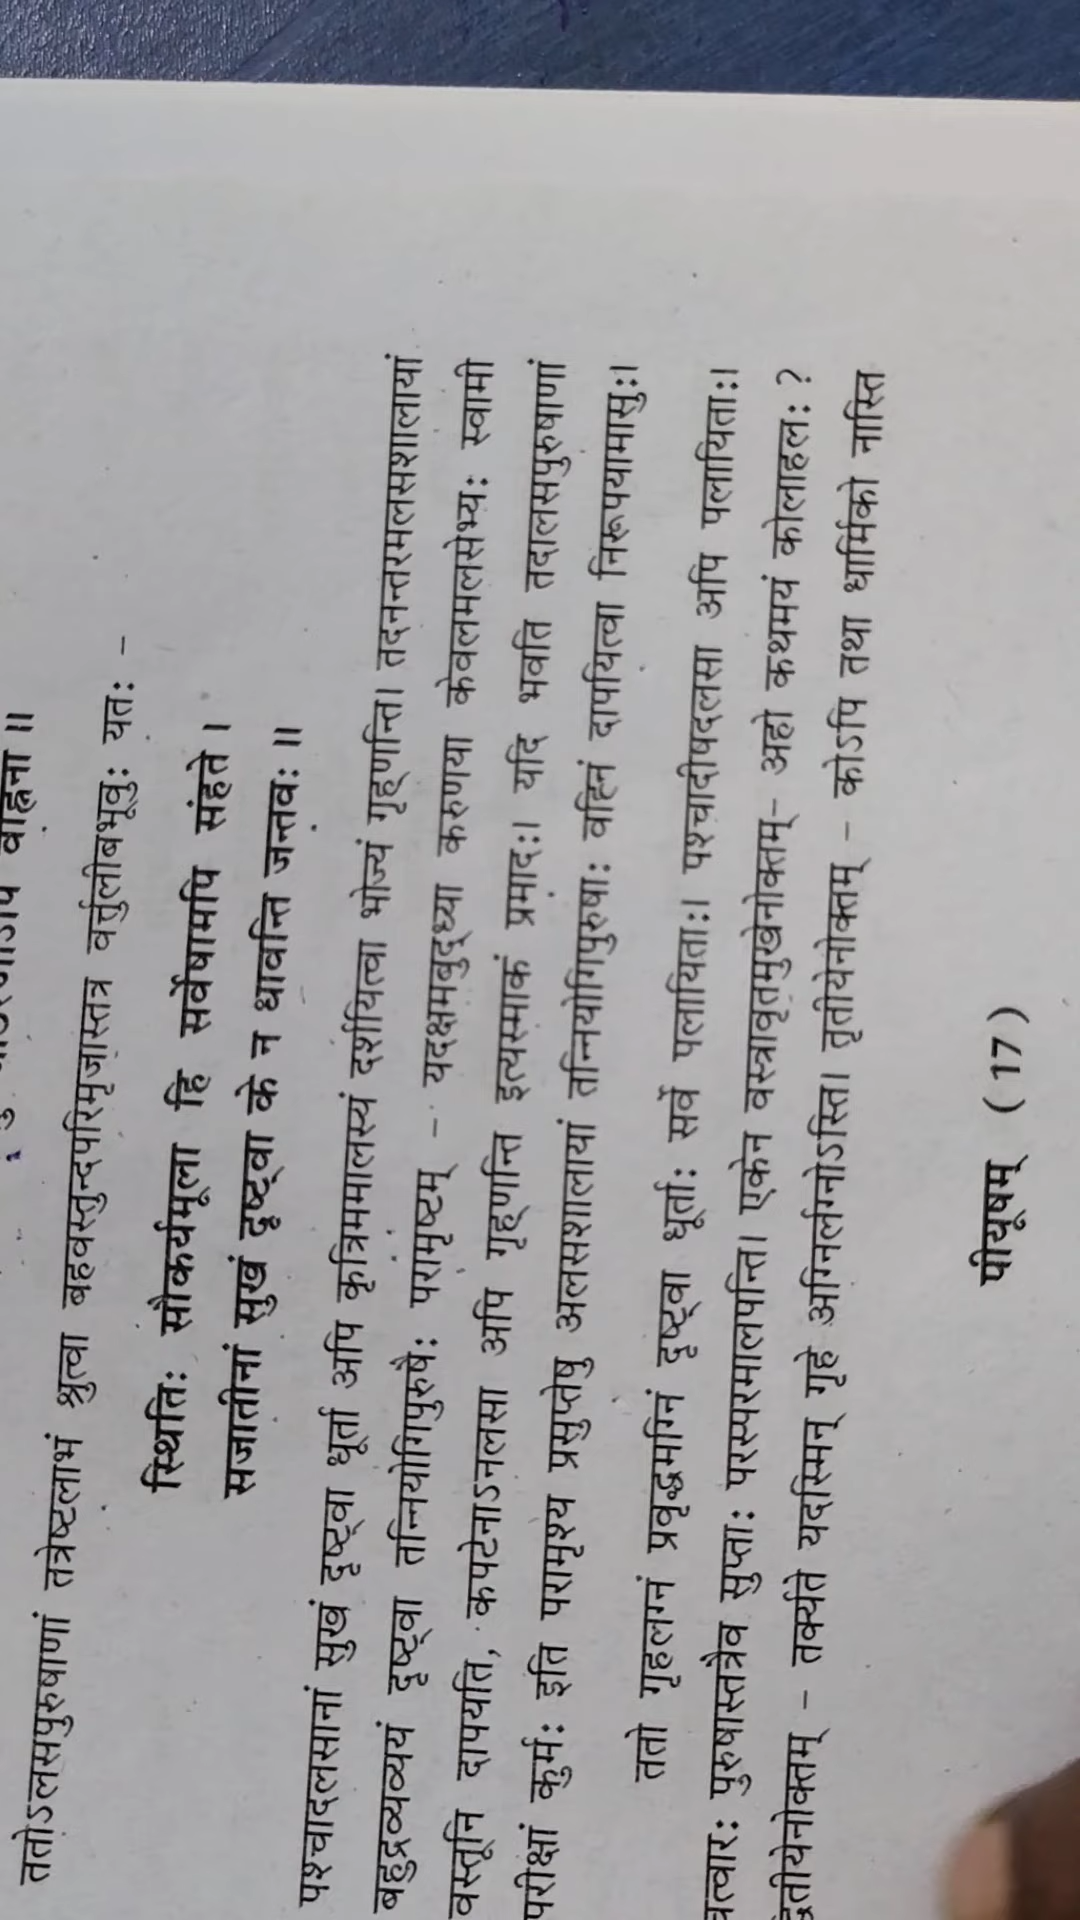 वह्निना ॥
ततोऽलसपुरुषाणां तत्रेष्टलाभं श्रुत्वा बहवस्तुन्दपरिमृजास्तत्र वर्त्तुलीबभूवुः यतः -
स्थितिः सौकर्यमूला हि सर्वेषामपि संहते ।
सजातीनां सुखं दृष्ट्वा के न धावन्ति जन्तवः ॥
पश्चादलसानां सुखं दृष्ट्वा धूर्ता अपि कृत्रिममालस्यं दर्शयित्वा भोज्यं गृह्णन्ति। तदनन्तरमलसशालायां
बहुद्रव्यव्ययं दृष्ट्वा तन्नियोगिपुरुषैः परामृष्टम् - यदक्षमबुद्ध्या करुणया केवलमलसेभ्यः स्वामी
वस्तूनि दापयति, कपटेनाऽनलसा अपि गृह्णन्ति इत्यस्माकं प्रमादः। यदि भवति तदालसपुरुषाणां
परीक्षां कुर्मः इति परामृश्य प्रसुप्तेषु अलसशालायां तन्नियोगिपुरुषाः वह्निं दापयित्वा निरूपयामासुः।
ततो गृहलग्नं प्रवृद्धमग्निं दृष्ट्वा धूर्ताः सर्वे पलायिताः। पश्चादीषदलसा अपि पलायिताः।
चत्वारः पुरुषास्तत्रैव सुप्ताः परस्परमालपन्ति। एकेन वस्त्रावृतमुखेनोक्तम्- अहो कथमयं कोलाहलः ?
द्वितीयेनोक्तम् - तर्क्यते यदस्मिन् गृहे अग्निर्लग्नोऽस्ति। तृतीयेनोक्तम् - कोऽपि तथा धार्मिको नास्ति
पीयूषम् ( 17 )